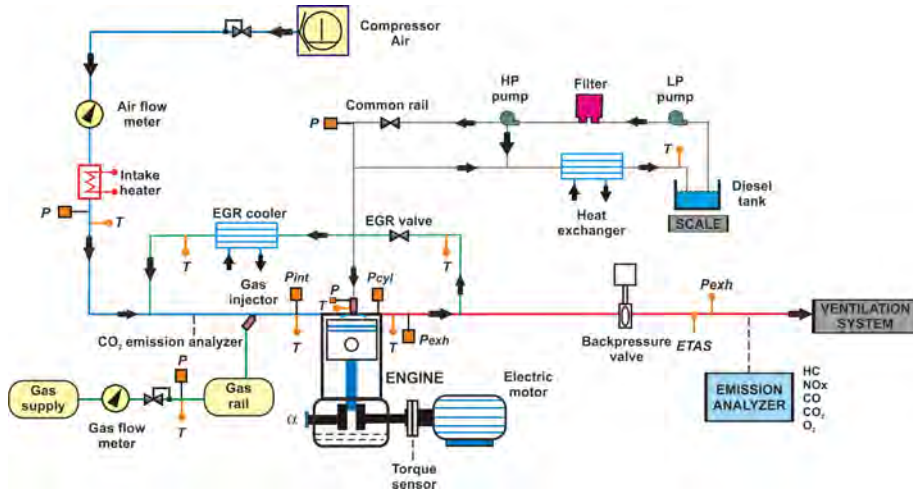 Compressor
Air
HP
pump
Filter
LP
pump
Common rail
P
Air flow
meter
T
Intake
heater
P
T
Diesel
tank
SCALE
Heat
exchanger
EGR cooler
EGR valve
T
T
Gas
injector
Pint
P
T
Pcyl
Pexh
VENTILATION
SYSTEM
CO₂ emission analyzer
T
T
Pexh
Backpressure
valve
ETAS
P
Gas
supply
Gas
rail
ENGINE
Electric
motor
EMISSION
ANALYZER
HC
NOx
CO
CO₂
O₂
Gas flow
meter
T
α
Torque
sensor